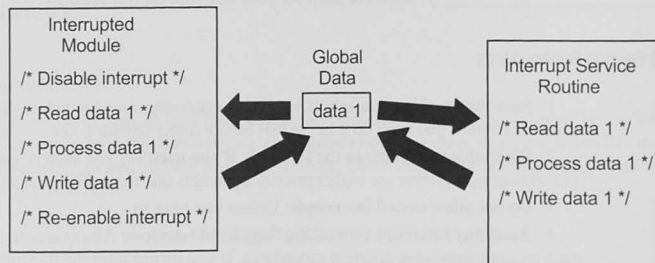 Interrupted
Module
/* Disable interrupt */
/* Read data 1 */
/* Process data 1 */
/* Write data 1 */
/* Re-enable interrupt */
Global
Data
data 1
Interrupt Service
Routine
/* Read data 1 */
/* Process data 1 */
/* Write data 1 */